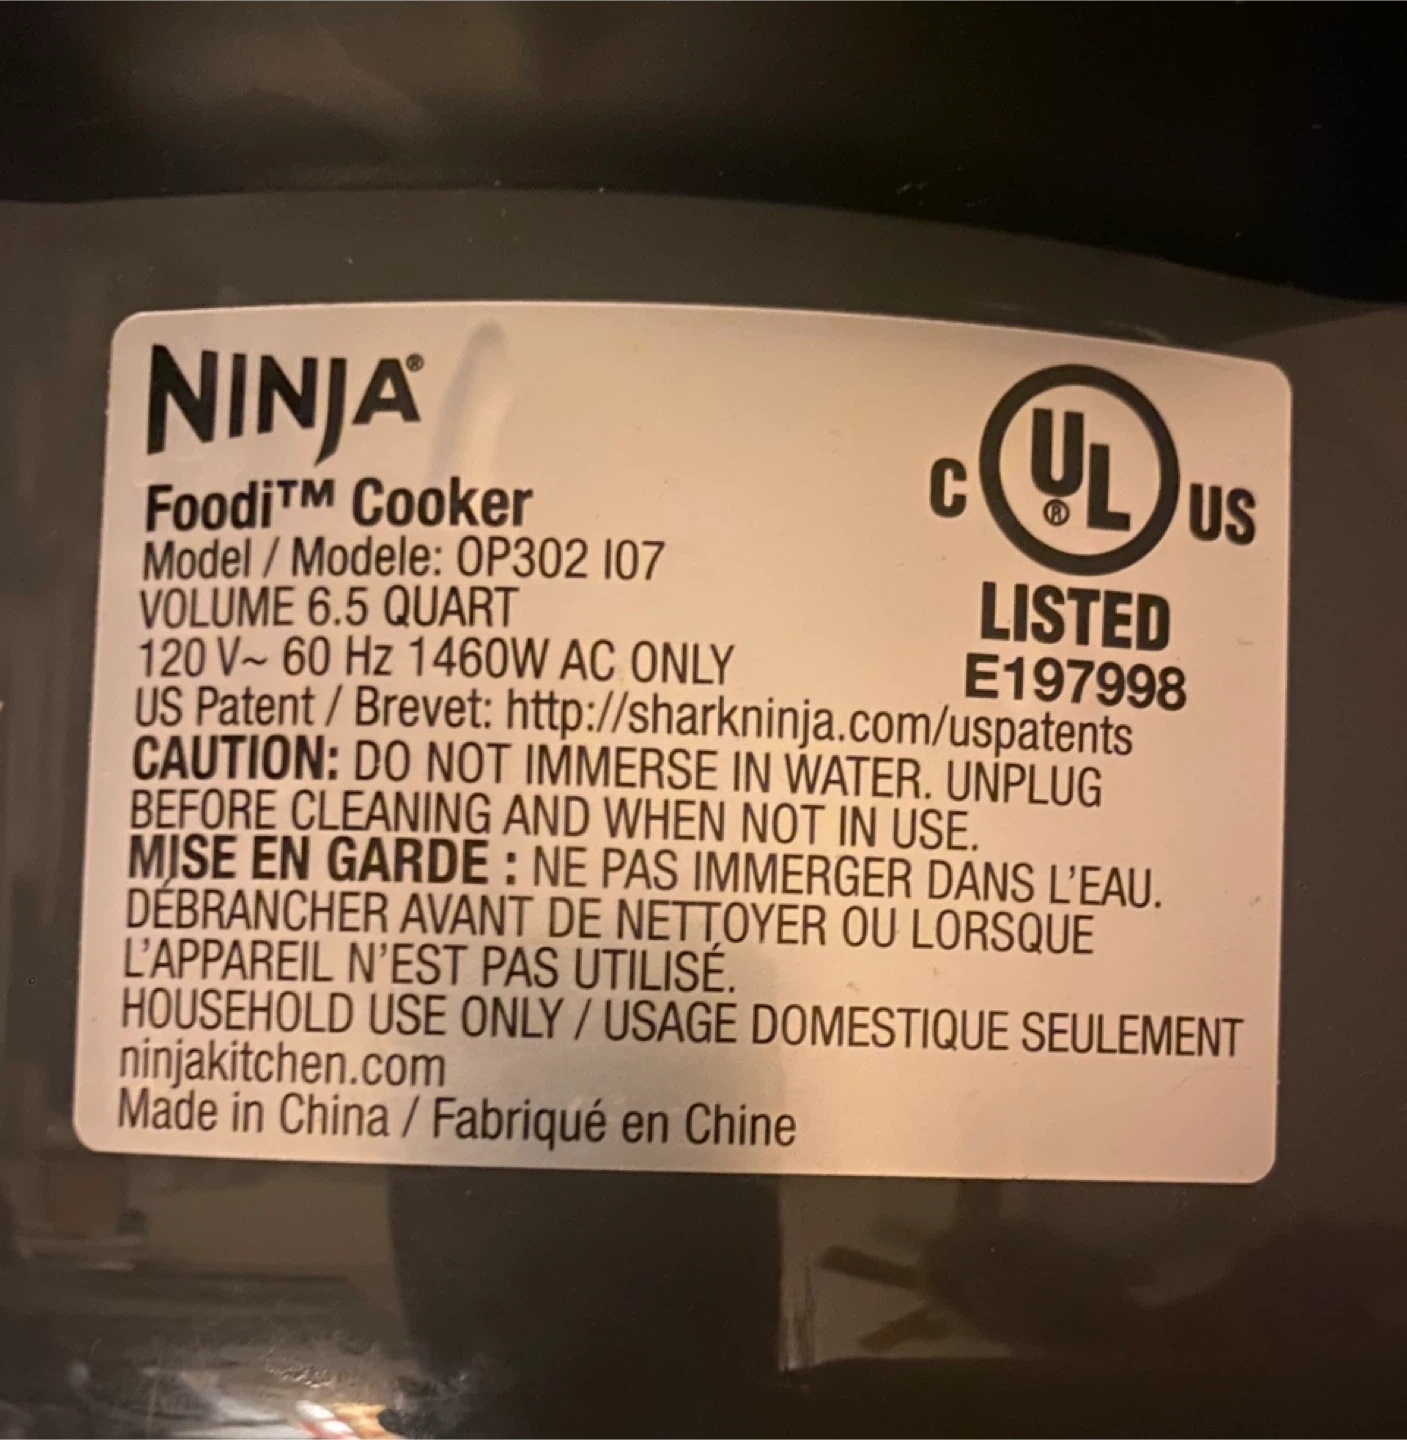 NINJA®
Foodi™ Cooker
Model / Modele: OP302 I07
VOLUME 6.5 QUART
120 V~ 60 Hz 1460W AC ONLY
C UL® US
LISTED
E197998
US Patent / Brevet: http://sharkninja.com/uspatents
CAUTION: DO NOT IMMERSE IN WATER. UNPLUG
BEFORE CLEANING AND WHEN NOT IN USE.
MISE EN GARDE : NE PAS IMMERGER DANS L'EAU.
DÉBRANCHER AVANT DE NETTOYER OU LORSQUE
L'APPAREIL N'EST PAS UTILISÉ.
HOUSEHOLD USE ONLY / USAGE DOMESTIQUE SEULEMENT
ninjakitchen.com
Made in China / Fabriqué en Chine